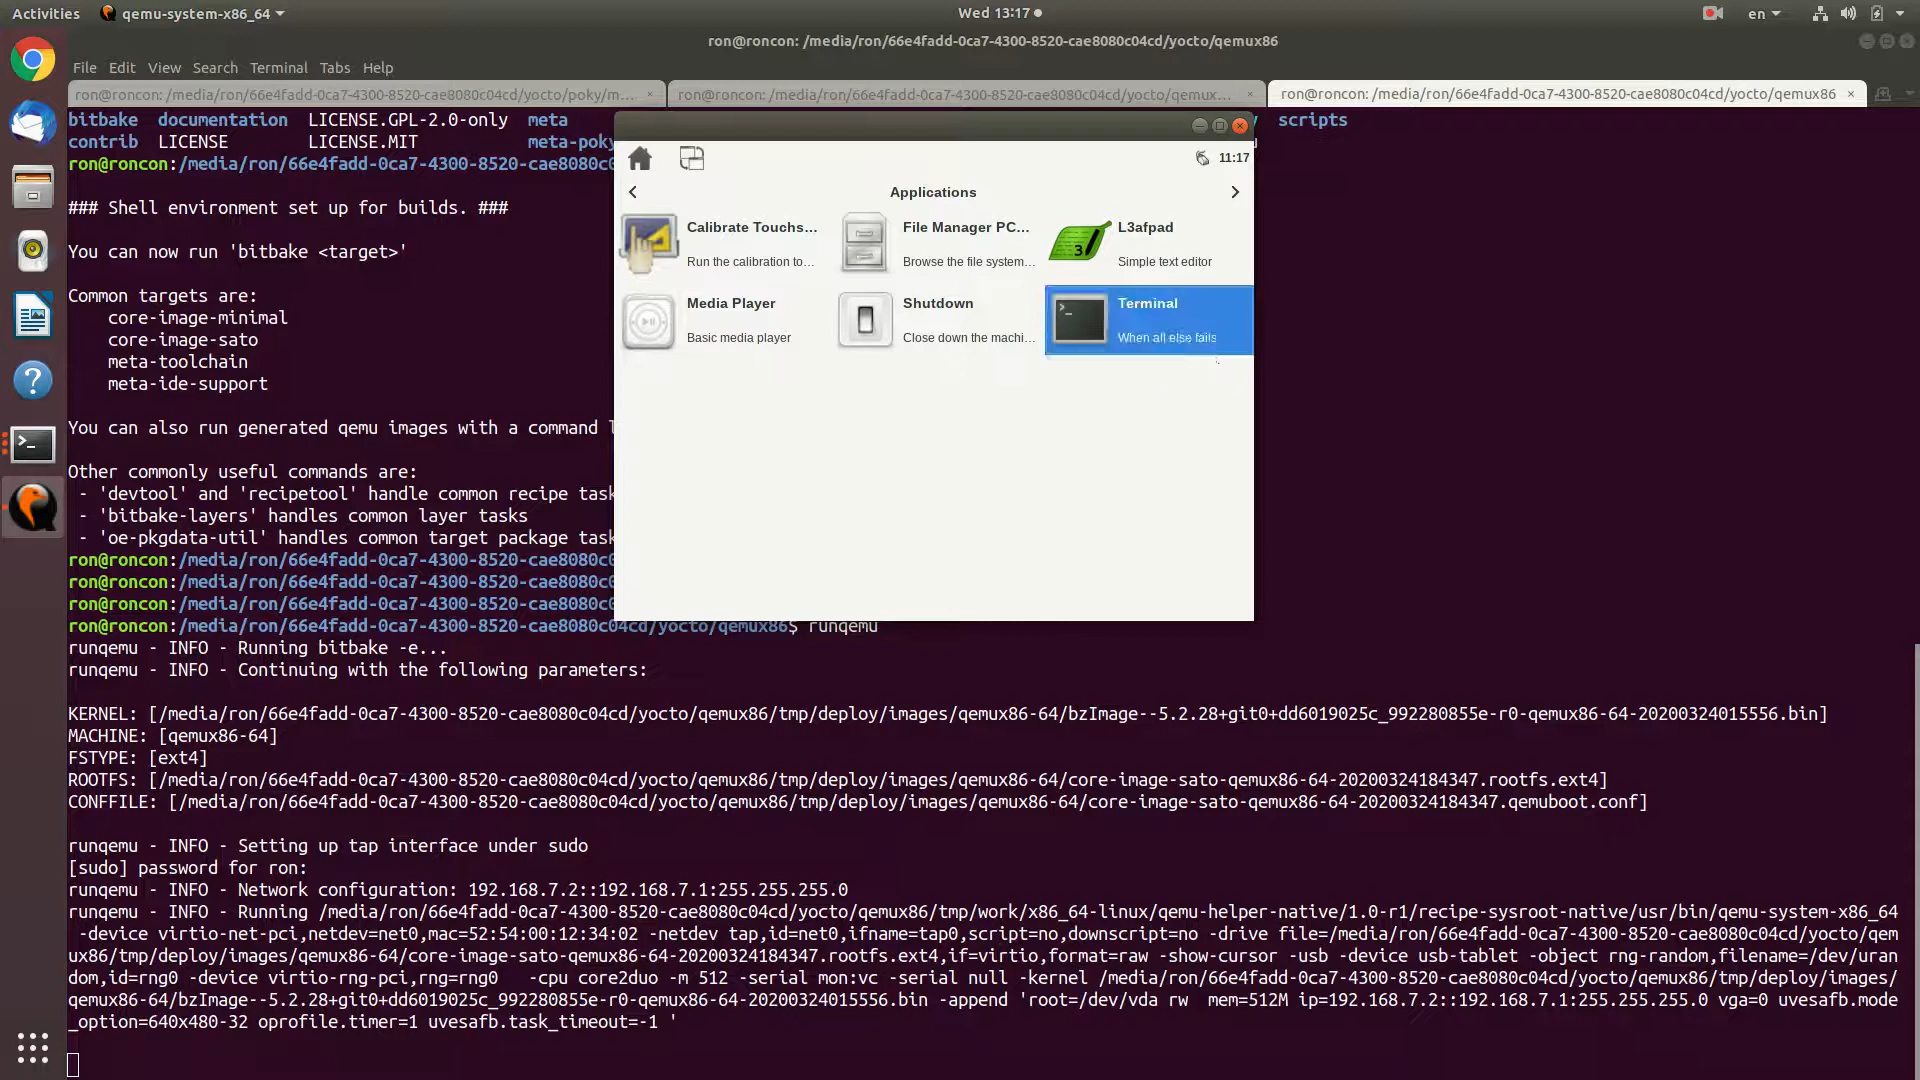 Activities qemu-system-x86_64 Wed 13:17 en
ron@roncon: /media/ron/66e4fadd-0ca7-4300-8520-cae8080c04cd/yocto/qemux86
File Edit View Search Terminal Tabs Help
ron@roncon: /media/ron/66e4fadd-0ca7-4300-8520-cae8080c04cd/yocto/poky/m... × ron@roncon: /media/ron/66e4fadd-0ca7-4300-8520-cae8080c04cd/yocto/qemux... × ron@roncon: /media/ron/66e4fadd-0ca7-4300-8520-cae8080c04cd/yocto/qemux86 ×
bitbake documentation LICENSE.GPL-2.0-only meta scripts
contrib LICENSE LICENSE.MIT meta-poky
ron@roncon:/media/ron/66e4fadd-0ca7-4300-8520-cae8080c0
### Shell environment set up for builds. ###
You can now run 'bitbake <target>'
Common targets are:
core-image-minimal
core-image-sato
meta-toolchain
meta-ide-support
You can also run generated qemu images with a command l
Other commonly useful commands are:
- 'devtool' and 'recipetool' handle common recipe task
- 'bitbake-layers' handles common layer tasks
- 'oe-pkgdata-util' handles common target package task
ron@roncon:/media/ron/66e4fadd-0ca7-4300-8520-cae8080c0
ron@roncon:/media/ron/66e4fadd-0ca7-4300-8520-cae8080c0
ron@roncon:/media/ron/66e4fadd-0ca7-4300-8520-cae8080c0
ron@roncon:/media/ron/66e4fadd-0ca7-4300-8520-cae8080c04cd/yocto/qemux86$ runqemu
runqemu - INFO - Running bitbake -e...
runqemu - INFO - Continuing with the following parameters:
KERNEL: [/media/ron/66e4fadd-0ca7-4300-8520-cae8080c04cd/yocto/qemux86/tmp/deploy/images/qemux86-64/bzImage--5.2.28+git0+dd6019025c_992280855e-r0-qemux86-64-20200324015556.bin]
MACHINE: [qemux86-64]
FSTYPE: [ext4]
ROOTFS: [/media/ron/66e4fadd-0ca7-4300-8520-cae8080c04cd/yocto/qemux86/tmp/deploy/images/qemux86-64/core-image-sato-qemux86-64-20200324184347.rootfs.ext4]
CONFFILE: [/media/ron/66e4fadd-0ca7-4300-8520-cae8080c04cd/yocto/qemux86/tmp/deploy/images/qemux86-64/core-image-sato-qemux86-64-20200324184347.qemuboot.conf]
runqemu - INFO - Setting up tap interface under sudo
[sudo] password for ron:
runqemu - INFO - Network configuration: 192.168.7.2::192.168.7.1:255.255.255.0
runqemu - INFO - Running /media/ron/66e4fadd-0ca7-4300-8520-cae8080c04cd/yocto/qemux86/tmp/work/x86_64-linux/qemu-helper-native/1.0-r1/recipe-sysroot-native/usr/bin/qemu-system-x86_64
-device virtio-net-pci,netdev=net0,mac=52:54:00:12:34:02 -netdev tap,id=net0,ifname=tap0,script=no,downscript=no -drive file=/media/ron/66e4fadd-0ca7-4300-8520-cae8080c04cd/yocto/qem
ux86/tmp/deploy/images/qemux86-64/core-image-sato-qemux86-64-20200324184347.rootfs.ext4,if=virtio,format=raw -show-cursor -usb -device usb-tablet -object rng-random,filename=/dev/uran
dom,id=rng0 -device virtio-rng-pci,rng=rng0 -cpu core2duo -m 512 -serial mon:vc -serial null -kernel /media/ron/66e4fadd-0ca7-4300-8520-cae8080c04cd/yocto/qemux86/tmp/deploy/images/
qemux86-64/bzImage--5.2.28+git0+dd6019025c_992280855e-r0-qemux86-64-20200324015556.bin -append 'root=/dev/vda rw mem=512M ip=192.168.7.2::192.168.7.1:255.255.255.0 vga=0 uvesafb.mode
_option=640x480-32 oprofile.timer=1 uvesafb.task_timeout=-1 '
11:17
Applications
Calibrate Touchs...
Run the calibration to...
File Manager PC...
Browse the file system...
L3afpad
Simple text editor
Media Player
Basic media player
Shutdown
Close down the machi...
Terminal
When all else fails